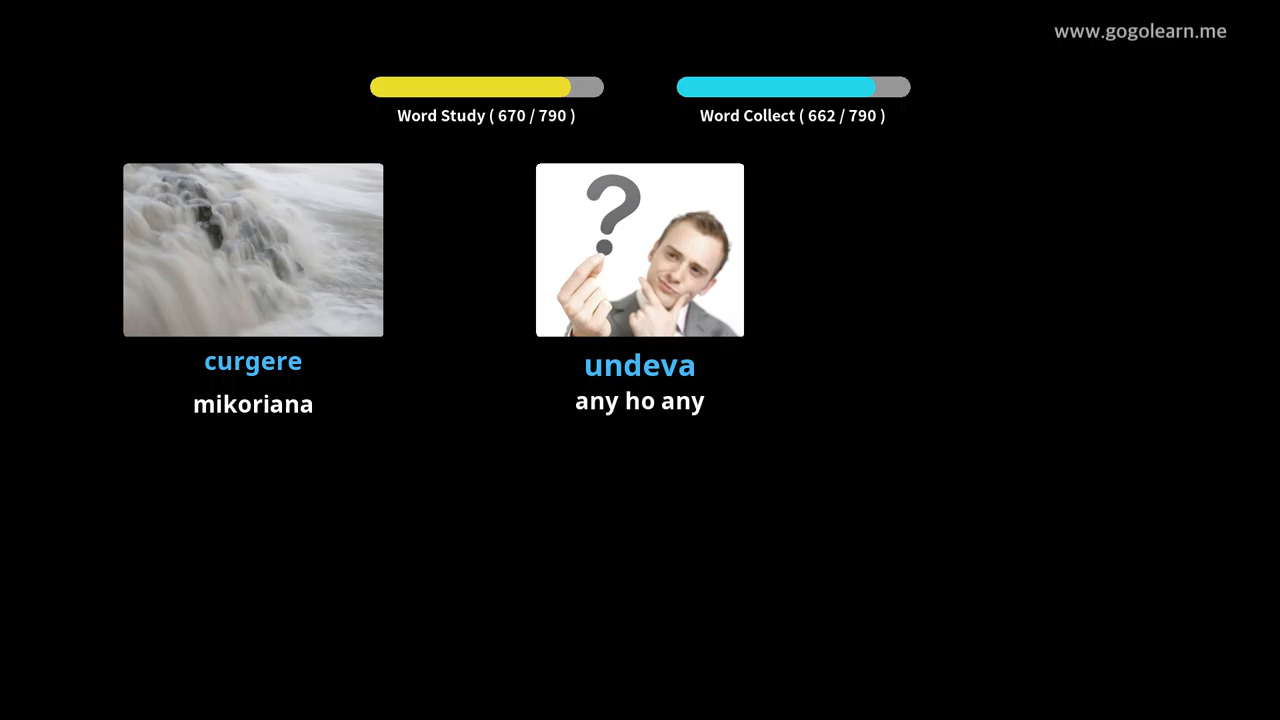 www.gogolearn.me
Word Study ( 670 / 790 )
Word Collect ( 662 / 790 )
curgere
mikoriana
undeva
any ho any